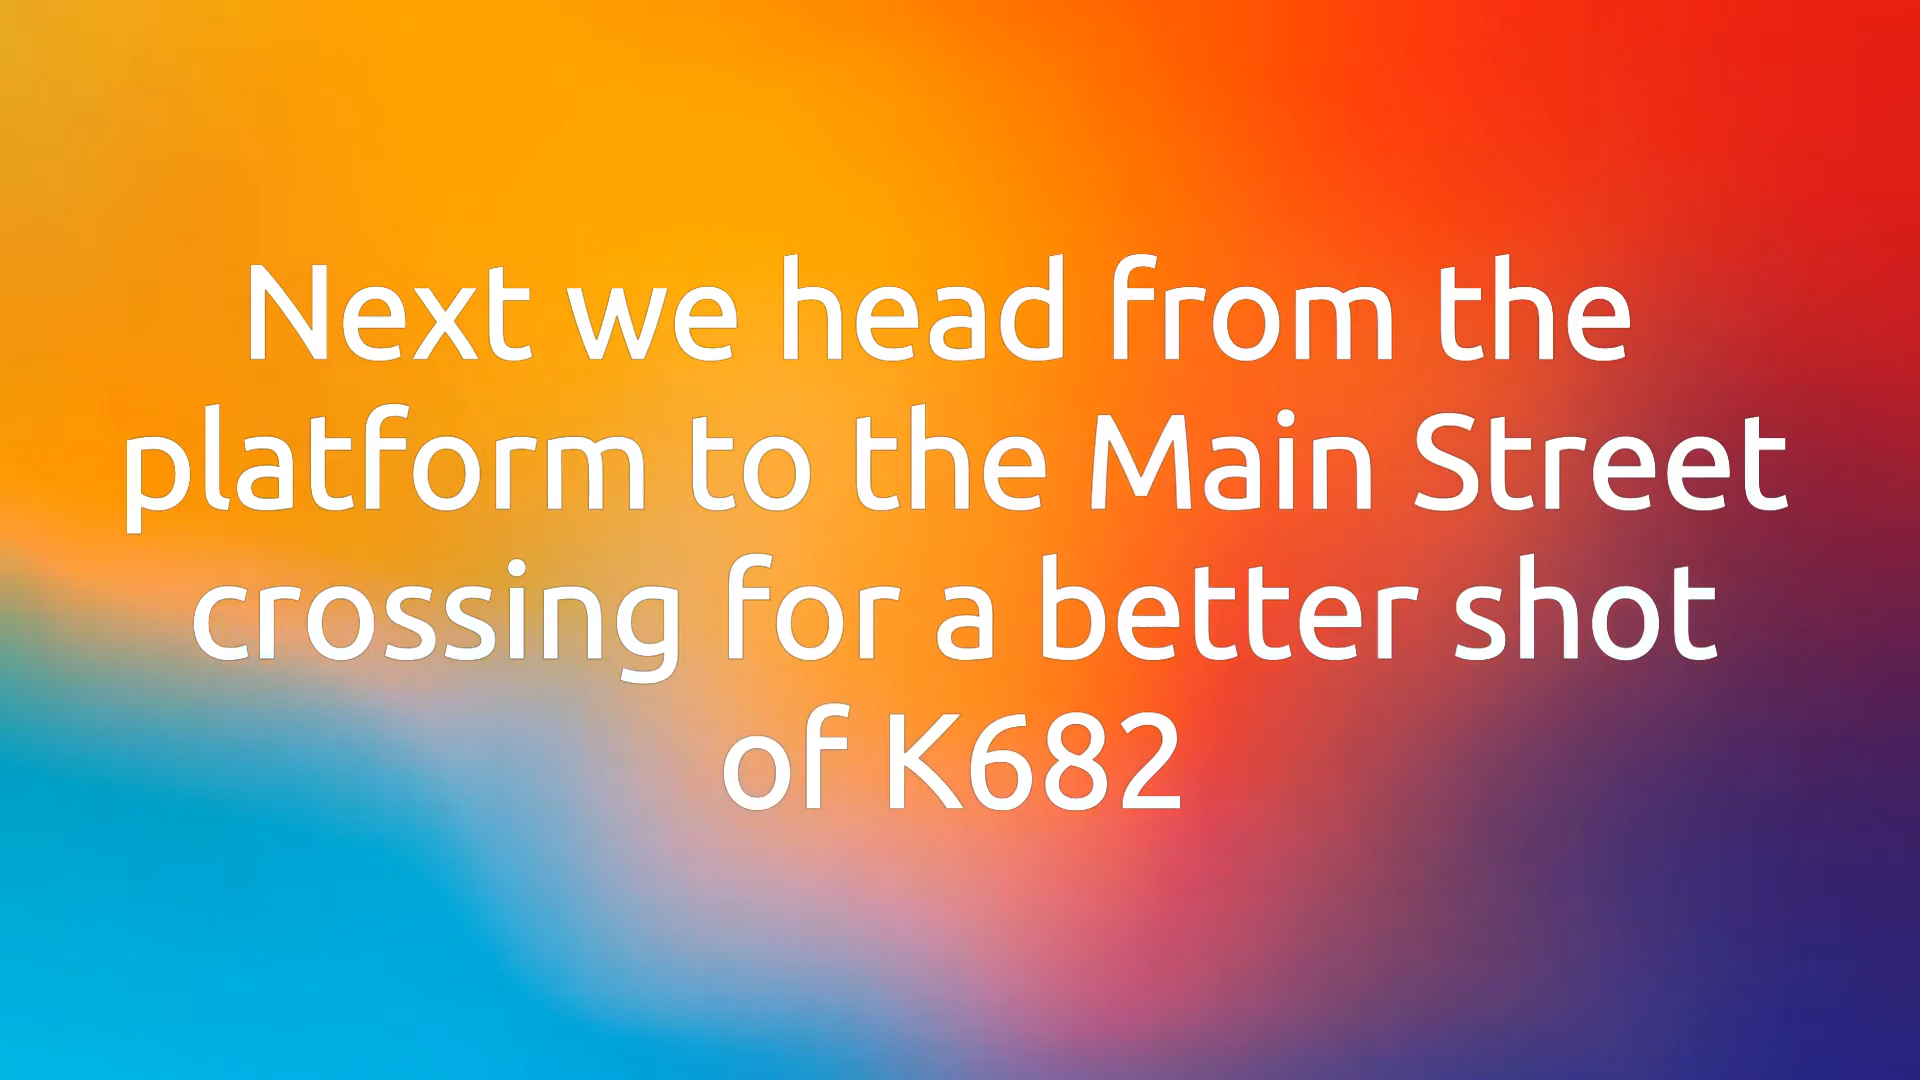 Next we head from the
platform to the Main Street
crossing for a better shot
of K682